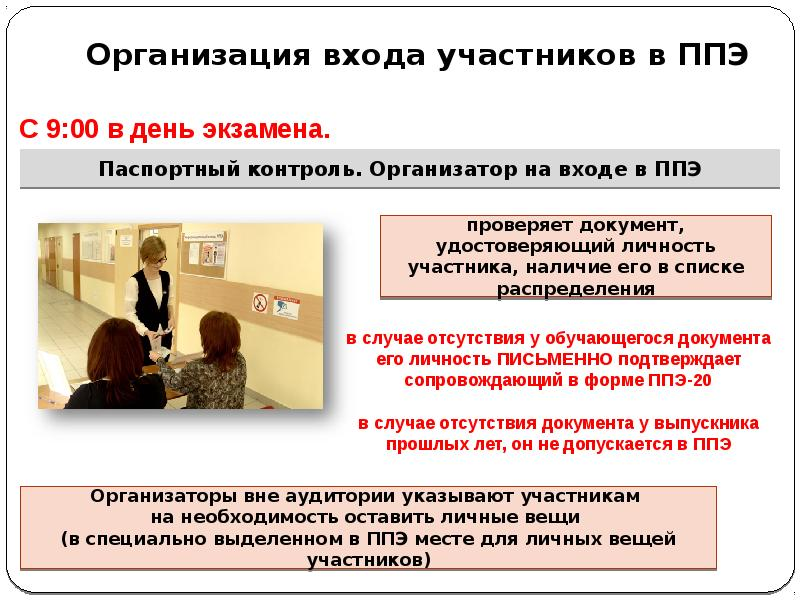 Организация входа участников в ППЭ
С 9:00 в день экзамена.
Паспортный контроль. Организатор на входе в ППЭ
проверяет документ,
удостоверяющий личность
участника, наличие его в списке
распределения
в случае отсутствия у обучающегося документа
его личность ПИСЬМЕННО подтверждает
сопровождающий в форме ППЭ-20
в случае отсутствия документа у выпускника
прошлых лет, он не допускается в ППЭ
Организаторы вне аудитории указывают участникам
на необходимость оставить личные вещи
(в специально выделенном в ППЭ месте для личных вещей
участников)